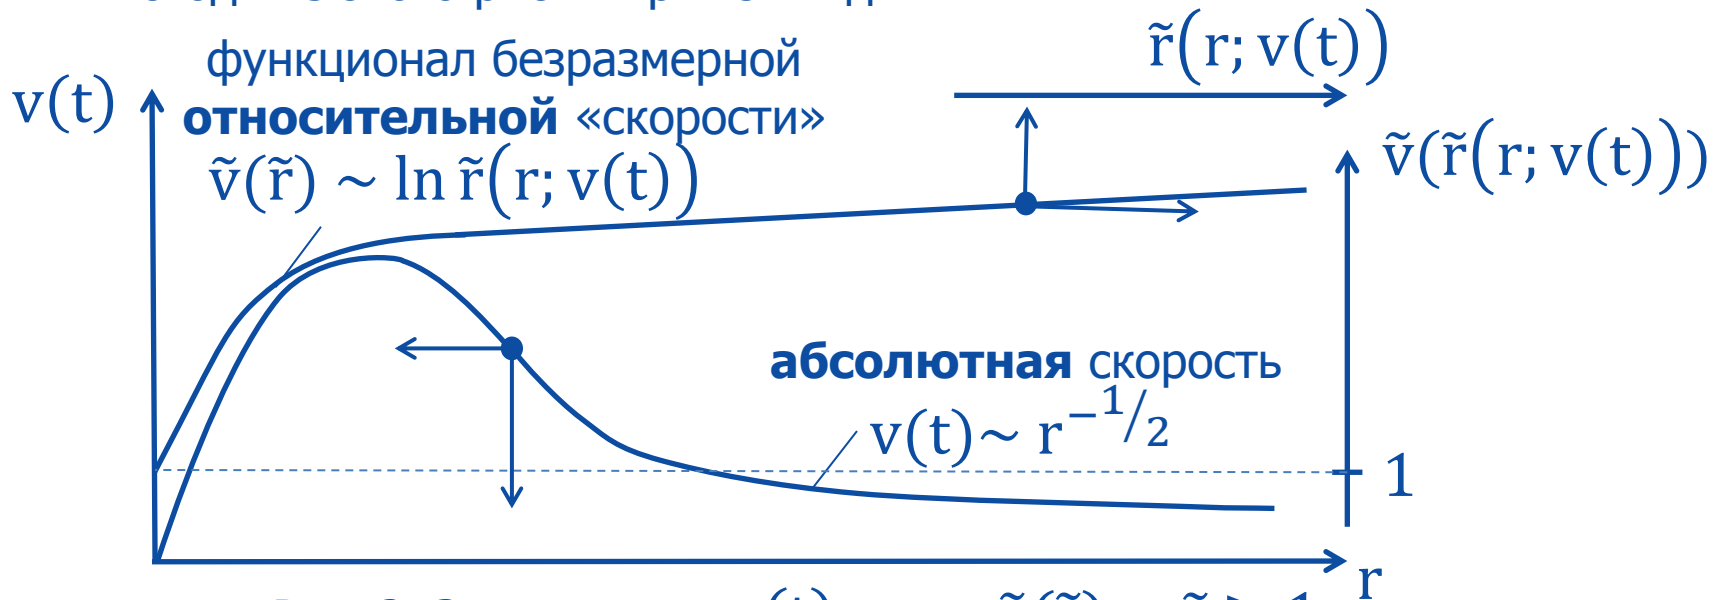 функционал безразмерной
относительной «скорости»
ṽ(r̃) ~ ln r̃(r; v(t))
v(t)
r̃(r; v(t))
ṽ(r̃(r; v(t)))
абсолютная скорость
v(t)~ r^−1/2
1
r